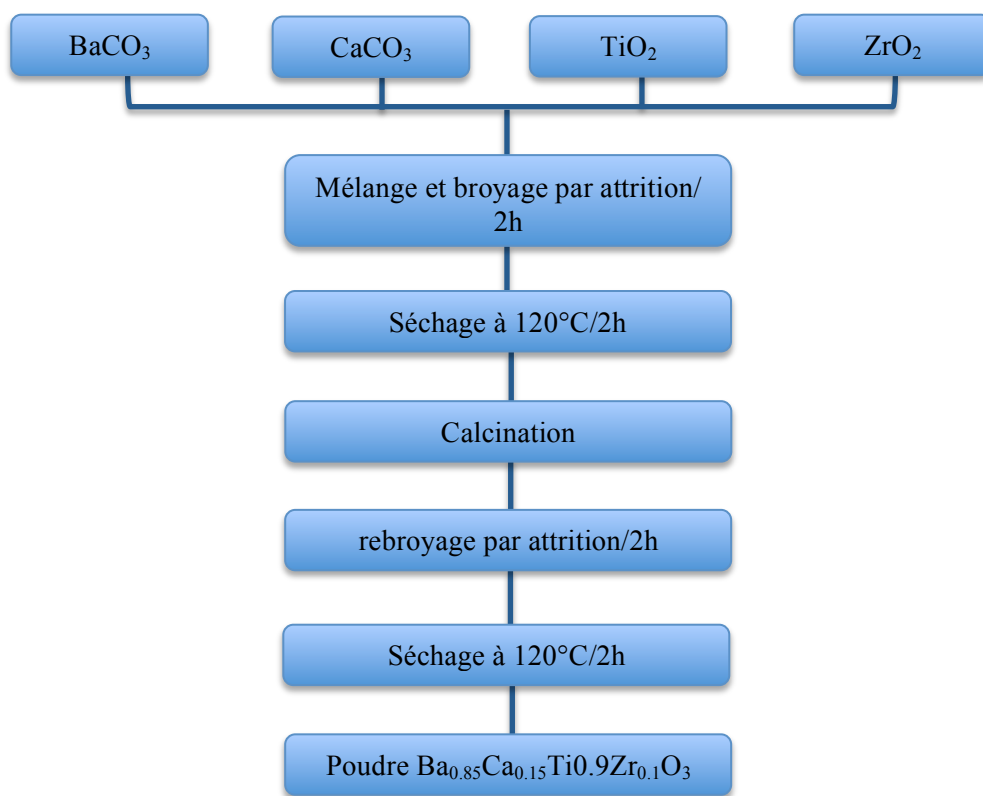 BaCO₃ CaCO₃ TiO₂ ZrO₂
Mélange et broyage par attrition/
2h
Séchage à 120°C/2h
Calcination
rebroyage par attrition/2h
Séchage à 120°C/2h
Poudre Ba₀.₈₅Ca₀.₁₅Ti0.9Zr₀.₁O₃